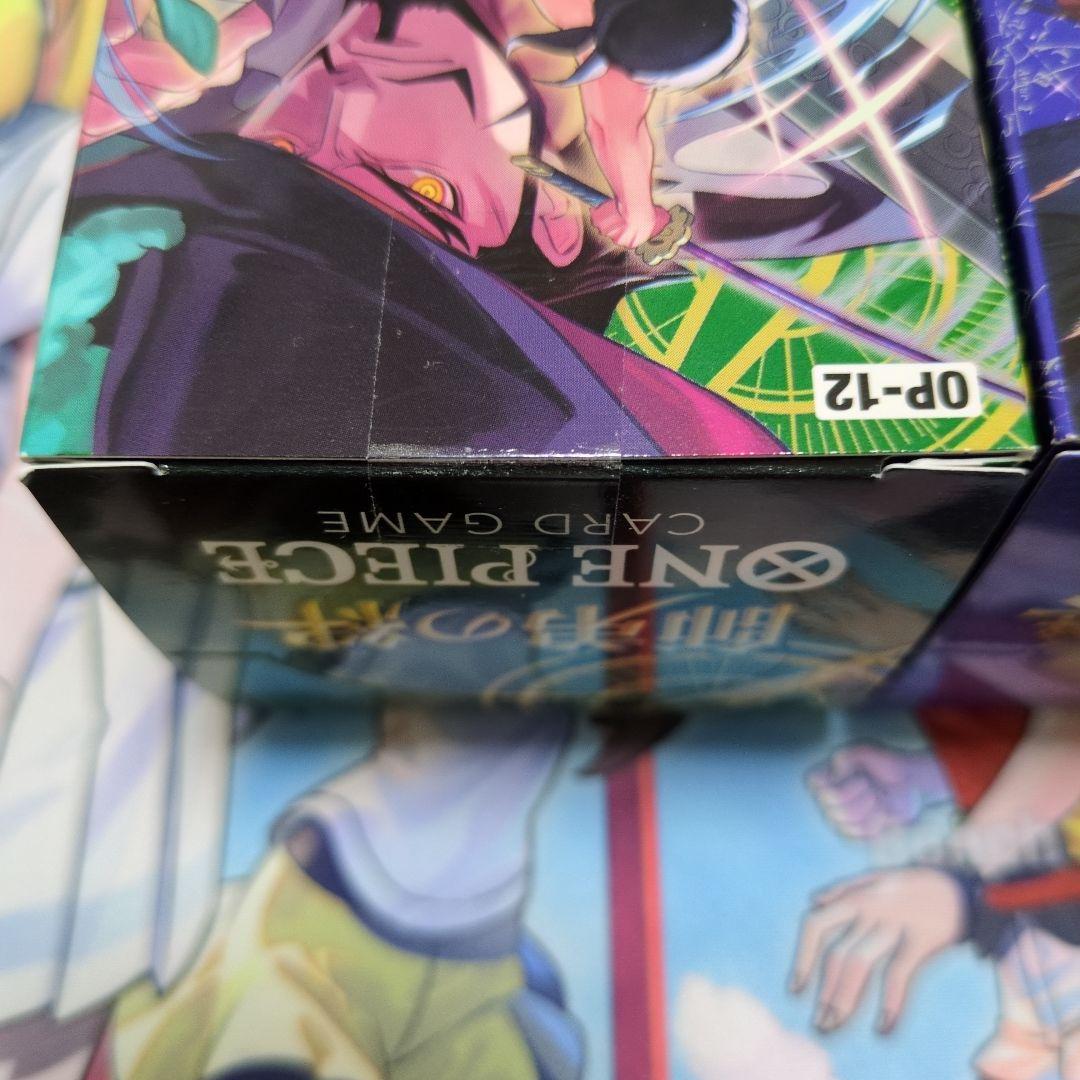 OP-12
CARD GAME
ONE PIECE
師弟の絆